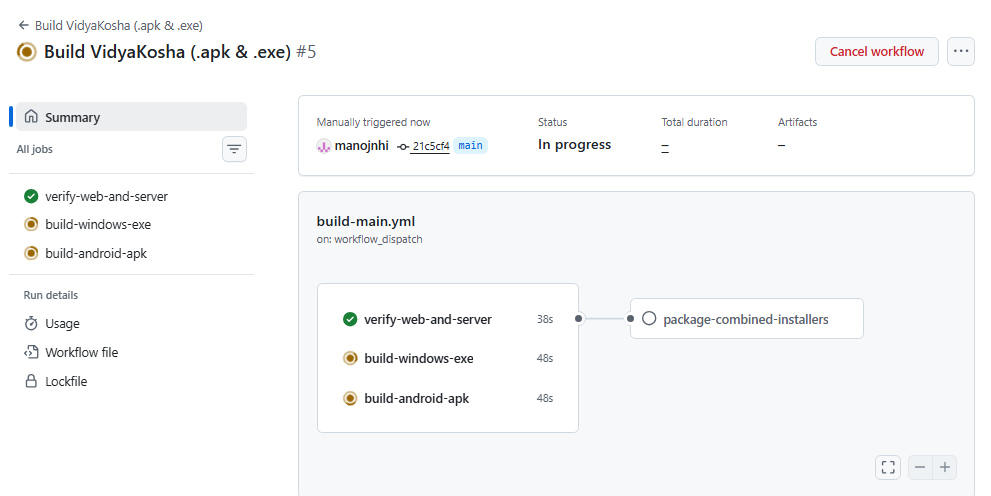 Build VidyaKosha (.apk & .exe)
Build VidyaKosha (.apk & .exe) #5
Cancel workflow
Summary
All jobs
verify-web-and-server
build-windows-exe
build-android-apk
Run details
Usage
Workflow file
Lockfile
Manually triggered now
manojnhi 21c5cf4 main
Status
In progress
Total duration
–
Artifacts
–
build-main.yml
on: workflow_dispatch
verify-web-and-server 38s
build-windows-exe 48s
build-android-apk 48s
package-combined-installers